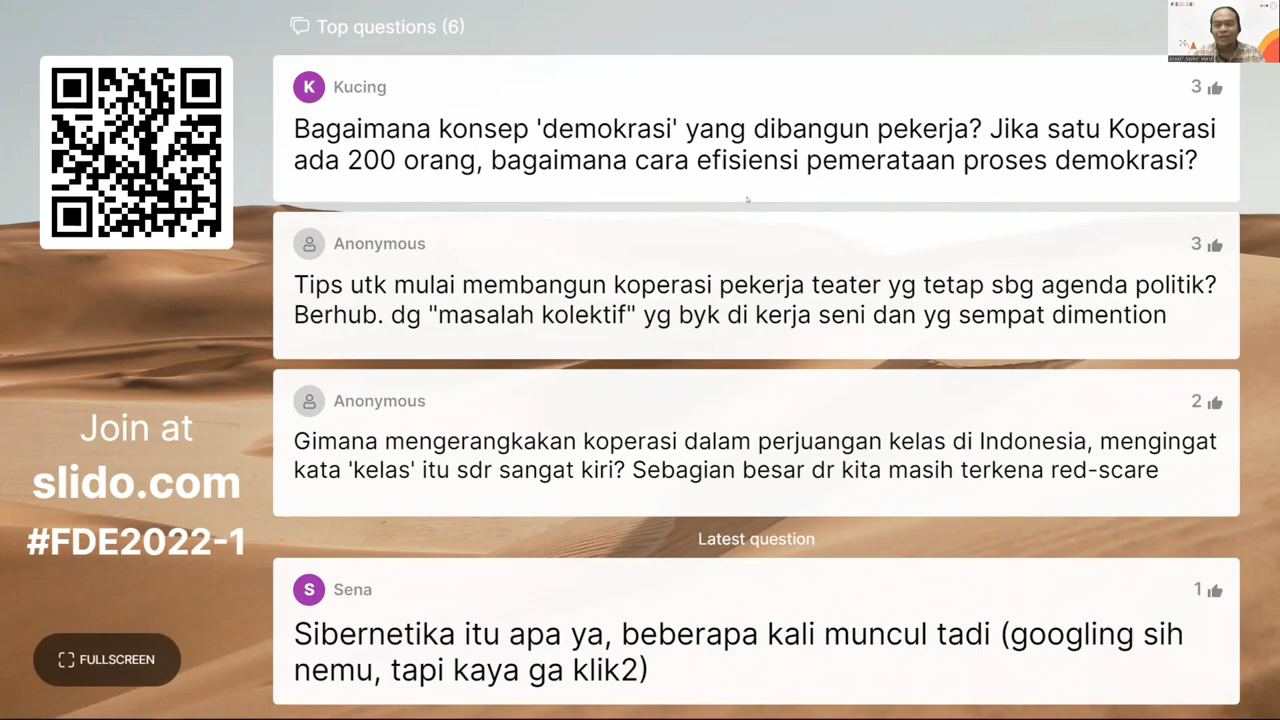 Top questions (6)
K
Kucing
3
Bagaimana konsep 'demokrasi' yang dibangun pekerja? Jika satu Koperasi
ada 200 orang, bagaimana cara efisiensi pemerataan proses demokrasi?
Anonymous
3
Tips utk mulai membangun koperasi pekerja teater yg tetap sbg agenda politik?
Berhub. dg "masalah kolektif" yg byk di kerja seni dan yg sempat dimention
Anonymous
2
Gimana mengerangkakan koperasi dalam perjuangan kelas di Indonesia, mengingat
kata 'kelas' itu sdr sangat kiri? Sebagian besar dr kita masih terkena red-scare
Latest question
S
Sena
1
Sibernetika itu apa ya, beberapa kali muncul tadi (googling sih
nemu, tapi kaya ga klik2)
Join at
slido.com
#FDE2022-1
FULLSCREEN